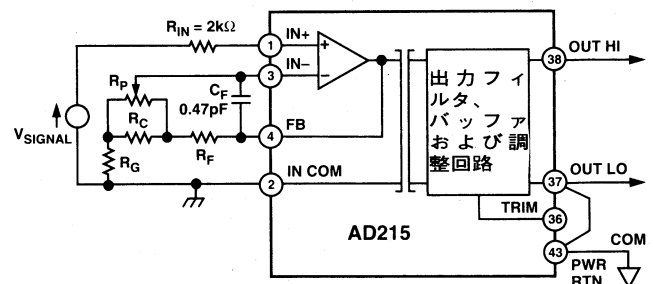 R_IN = 2kΩ
1
IN+
+
38
OUT HI
3
IN−
−
出力フィ
ルタ、
バッファ
および調
整回路
R_P
C_F
0.47pF
V_SIGNAL
R_C
4
FB
R_F
R_G
2
IN COM
37
OUT LO
TRIM
36
AD215
43
COM
PWR
RTN